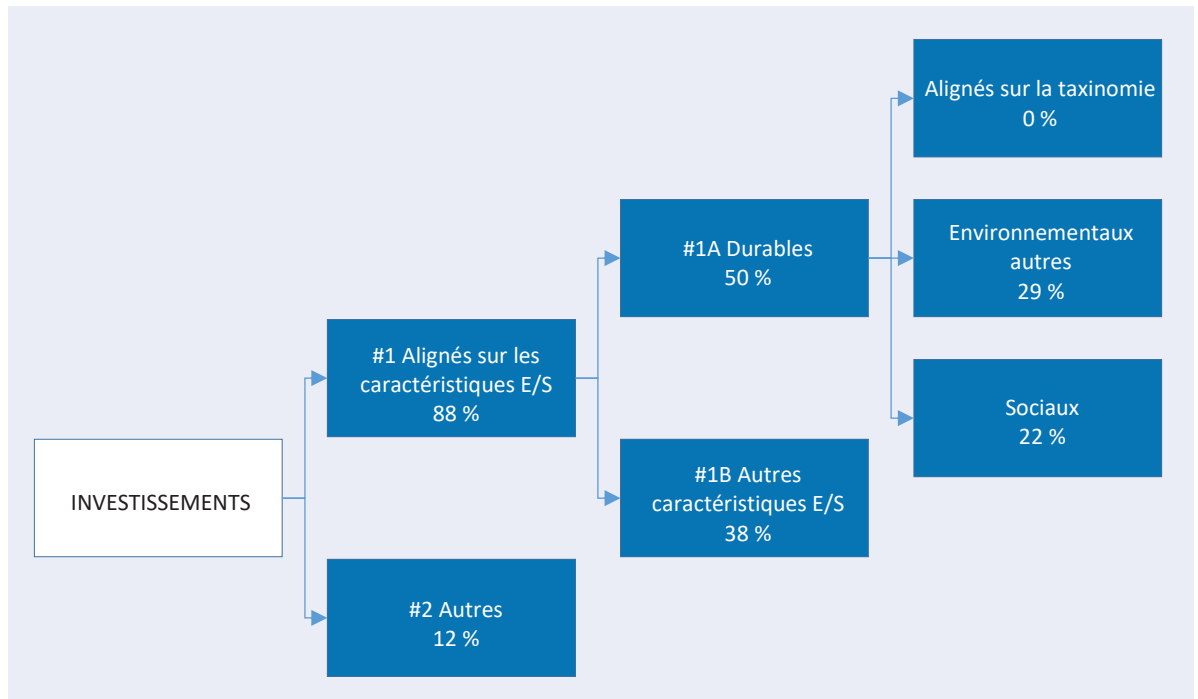 INVESTISSEMENTS
#1 Alignés sur les
caractéristiques E/S
88 %
#2 Autres
12 %
#1A Durables
50 %
#1B Autres
caractéristiques E/S
38 %
Alignés sur la taxinomie
0 %
Environnementaux
autres
29 %
Sociaux
22 %